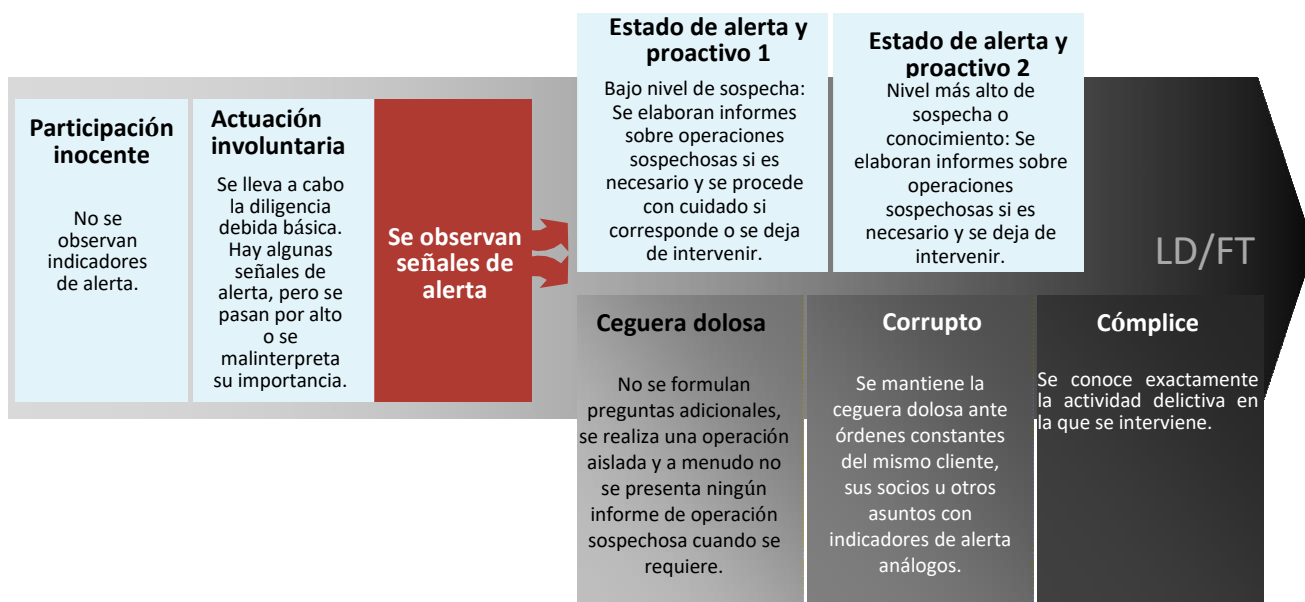 Participación
inocente
No se
observan
indicadores
de alerta.
Actuación
involuntaria
Se lleva a cabo
la diligencia
debida básica.
Hay algunas
señales de
alerta, pero se
pasan por alto
o se
malinterpreta
su importancia.
Se observan
señales de
alerta
Estado de alerta y
proactivo 1
Bajo nivel de sospecha:
Se elaboran informes
sobre operaciones
sospechosas si es
necesario y se procede
con cuidado si
corresponde o se deja
de intervenir.
Estado de alerta y
proactivo 2
Nivel más alto de
sospecha o
conocimiento: Se
elaboran informes sobre
operaciones
sospechosas si es
necesario y se deja de
intervenir.
LD/FT
Ceguera dolosa
No se formulan
preguntas adicionales,
se realiza una operación
aislada y a menudo no
se presenta ningún
informe de operación
sospechosa cuando se
requiere.
Corrupto
Se mantiene la
ceguera dolosa ante
órdenes constantes
del mismo cliente,
sus socios u otros
asuntos con
indicadores de alerta
análogos.
Cómplice
Se conoce exactamente
la actividad delictiva en
la que se interviene.